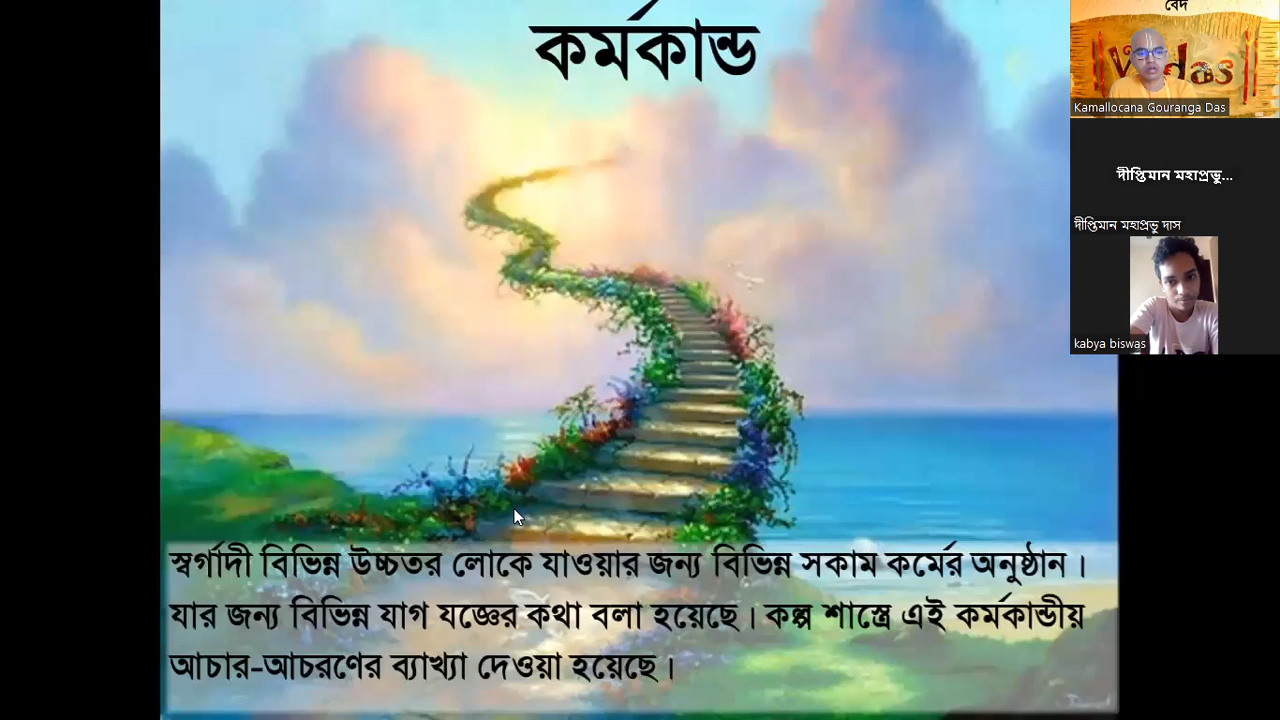 কর্মকান্ড
স্বর্গাদী বিভিন্ন উচ্চতর লোকে যাওয়ার জন্য বিভিন্ন সকাম কর্মের অনুষ্ঠান।
যার জন্য বিভিন্ন যাগ যজ্ঞের কথা বলা হয়েছে। কল্প শাস্ত্রে এই কর্মকান্ডীয়
আচার-আচরণের ব্যাখ্যা দেওয়া হয়েছে।
বেদ
Kamallocana Gouranga Das
দীপ্তিমান মহাপ্রভু...
দীপ্তিমান মহাপ্রভু দাস
kabya biswas